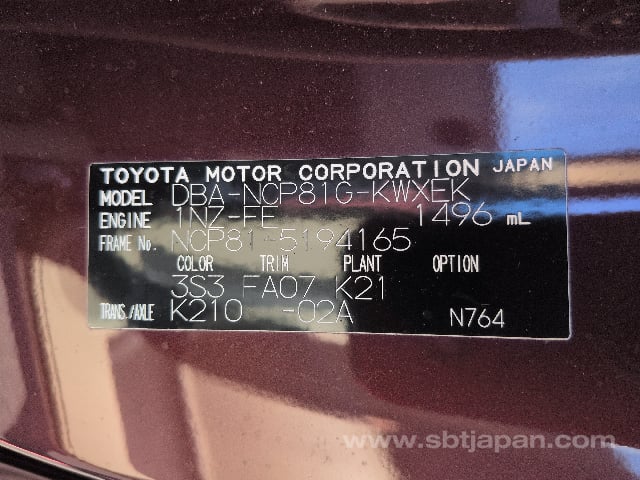 TOYOTA MOTOR CORPORATION JAPAN
MODEL DBA-NCP81G-KWXEK
ENGINE 1NZ-FE 1496 mL
FRAME No. NCP81-5194165
COLOR TRIM PLANT OPTION
3S3 FA07 K21
TRANS./AXLE K210 -02A N764
www.sbtjapan.com